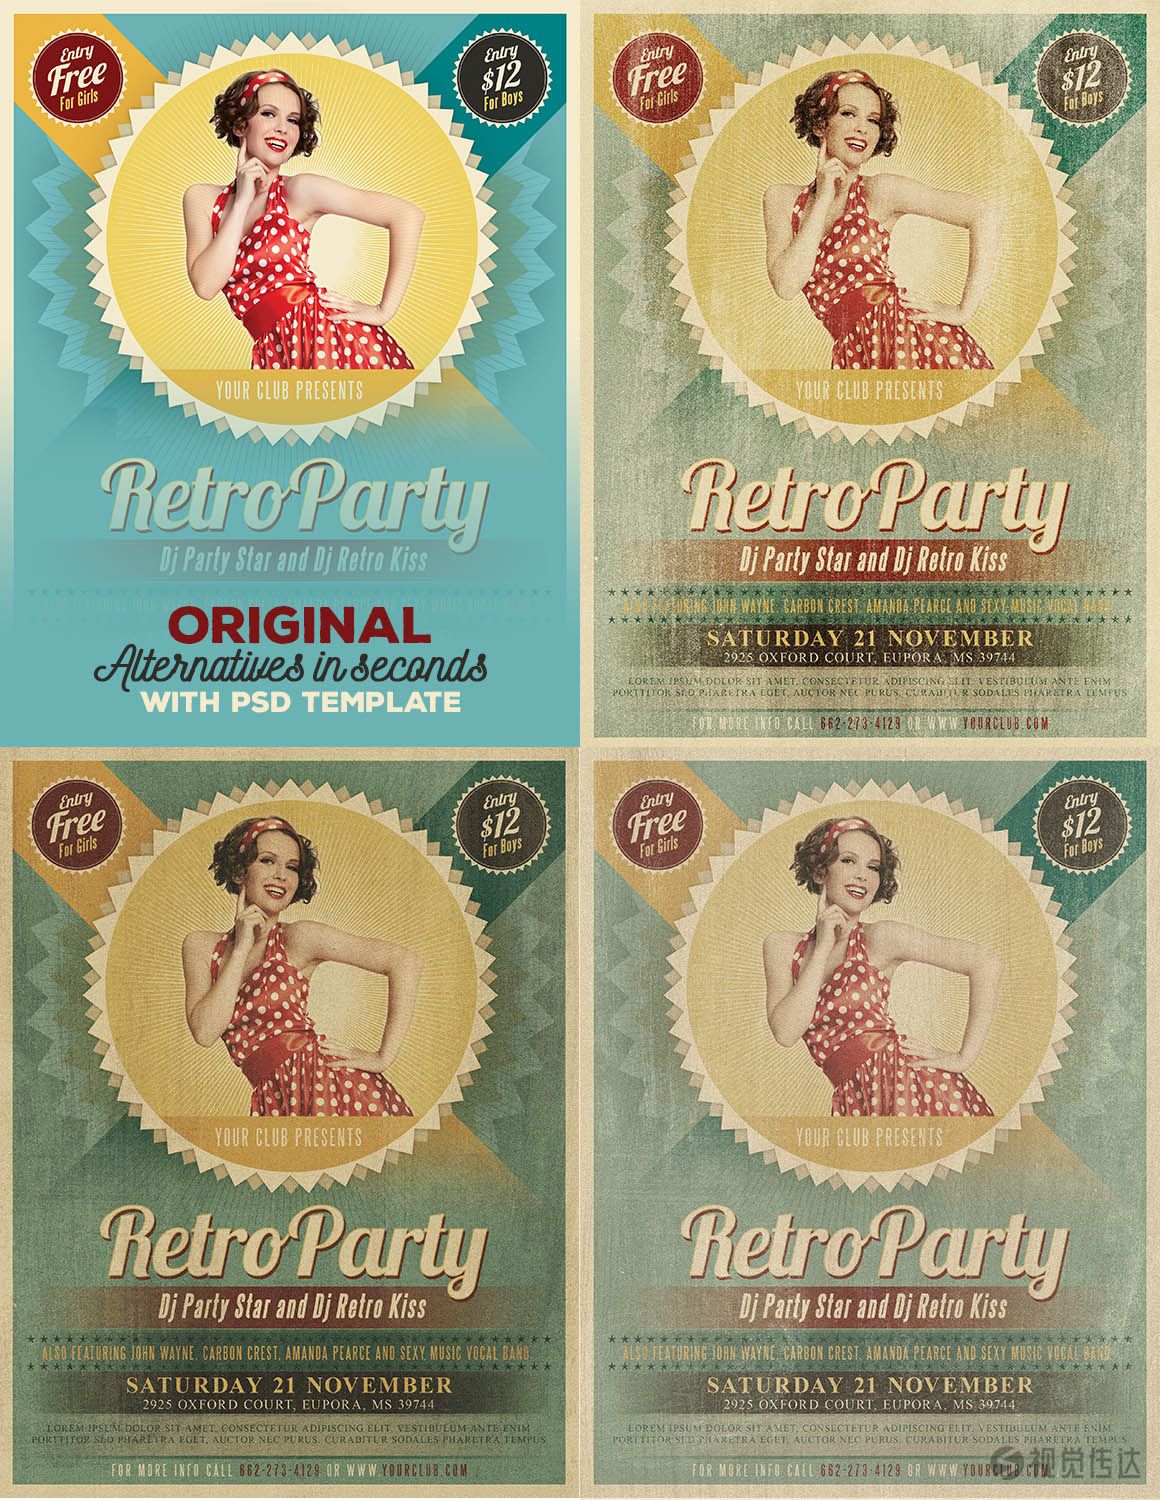 Entry
Free
For Girls
Entry
$12
For Boys
YOUR CLUB PRESENTS
Retro Party
Dj Party Star and Dj Retro Kiss
ORIGINAL
Alternatives in seconds
WITH PSD TEMPLATE
Entry
Free
For Girls
Entry
$12
For Boys
YOUR CLUB PRESENTS
Retro Party
Dj Party Star and Dj Retro Kiss
ALSO FEATURING JOHN WAYNE, CARBON CREST, AMANDA PEARCE AND SEXY MUSIC VOCAL BAND
SATURDAY 21 NOVEMBER
2925 OXFORD COURT, EUPORA, MS 39744
LOREM IPSUM DOLOR SIT AMET, CONSECTETUR ADIPISCING ELIT. VESTIBULUM ANTE ENIM
PORTTITOR SED PHARETRA EGET, AUCTOR NEC PURUS. CURABITUR SODALES PHARETRA TEMPUS
FOR MORE INFO CALL 662-273-4129 OR WWW.YOURCLUB.COM
Entry
Free
For Girls
Entry
$12
For Boys
YOUR CLUB PRESENTS
Retro Party
Dj Party Star and Dj Retro Kiss
ALSO FEATURING JOHN WAYNE, CARBON CREST, AMANDA PEARCE AND SEXY MUSIC VOCAL BAND
SATURDAY 21 NOVEMBER
2925 OXFORD COURT, EUPORA, MS 39744
LOREM IPSUM DOLOR SIT AMET, CONSECTETUR ADIPISCING ELIT. VESTIBULUM ANTE ENIM
PORTTITOR SED PHARETRA EGET, AUCTOR NEC PURUS. CURABITUR SODALES PHARETRA TEMPUS
FOR MORE INFO CALL 662-273-4129 OR WWW.YOURCLUB.COM
Entry
Free
For Girls
Entry
$12
For Boys
YOUR CLUB PRESENTS
Retro Party
Dj Party Star and Dj Retro Kiss
ALSO FEATURING JOHN WAYNE, CARBON CREST, AMANDA PEARCE AND SEXY MUSIC VOCAL BAND
SATURDAY 21 NOVEMBER
2925 OXFORD COURT, EUPORA, MS 39744
LOREM IPSUM DOLOR SIT AMET, CONSECTETUR ADIPISCING ELIT. VESTIBULUM ANTE ENIM
PORTTITOR SED PHARETRA EGET, AUCTOR NEC PURUS. CURABITUR SODALES PHARETRA TEMPUS
FOR MORE INFO CALL 662-273-4129 OR WWW.YOURCLUB.COM
视觉传达